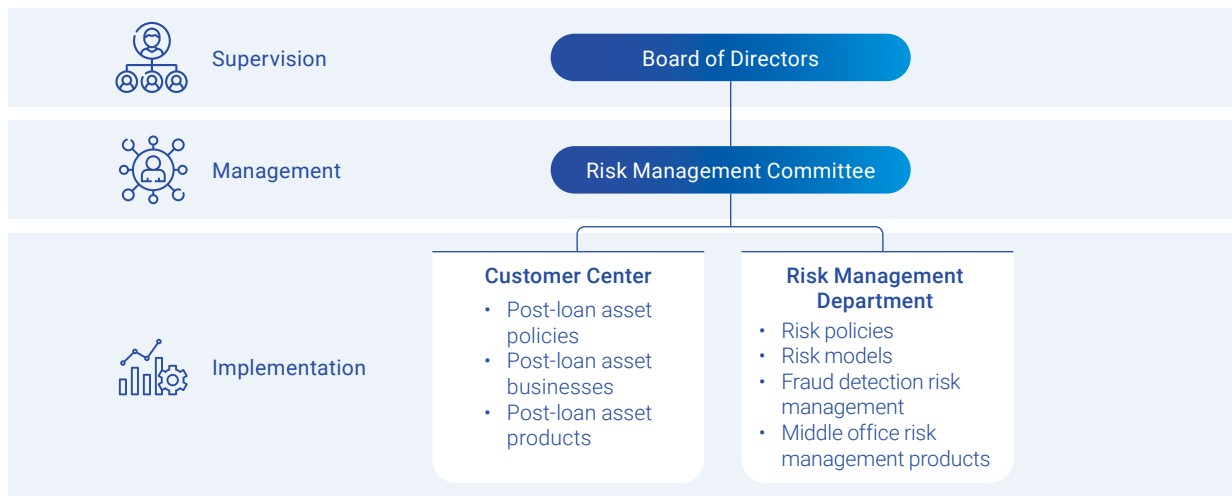 Supervision
Board of Directors
Management
Risk Management Committee
Implementation
Customer Center
• Post-loan asset
policies
• Post-loan asset
businesses
• Post-loan asset
products
Risk Management
Department
• Risk policies
• Risk models
• Fraud detection risk
management
• Middle office risk
management products